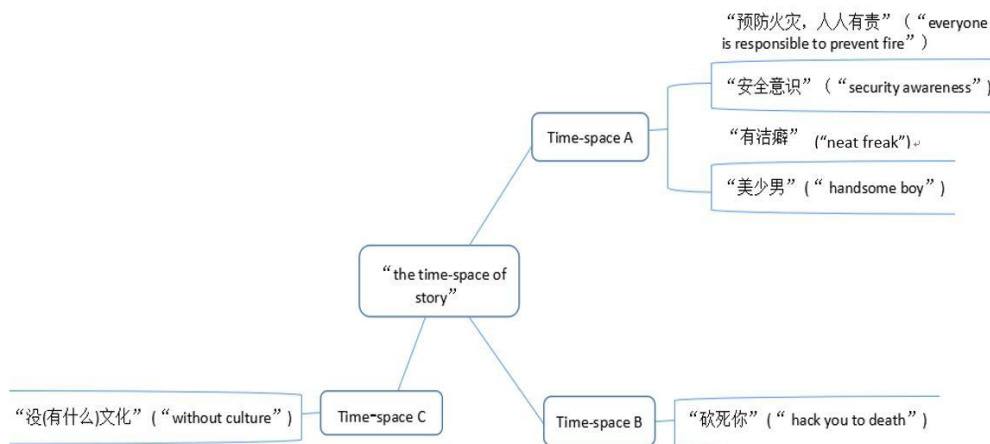 “预防火灾，人人有责” ( “everyone
is responsible to prevent fire” )
“安全意识” ( “security awareness” )
Time-space A
“有洁癖” (“neat freak”)↵
“美少男” ( “ handsome boy” )
“the time-space of
story”
“没(有什么)文化” ( “without culture” )
Time-space C
Time-space B
“砍死你” ( “ hack you to death” )